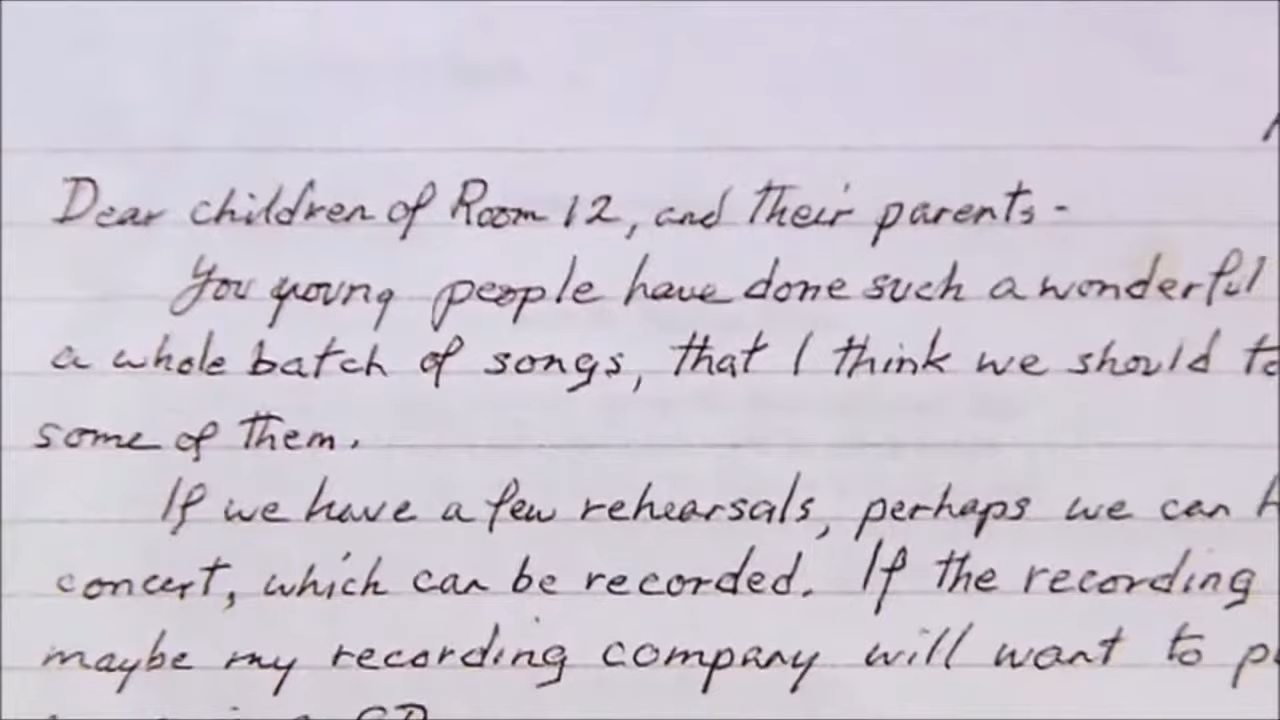 Dear children of Room 12, and their parents -
You young people have done such a wonderful
a whole batch of songs, that I think we should
some of them.
If we have a few rehearsals, perhaps we can
concert, which can be recorded. If the recording
maybe my recording company will want to
CD